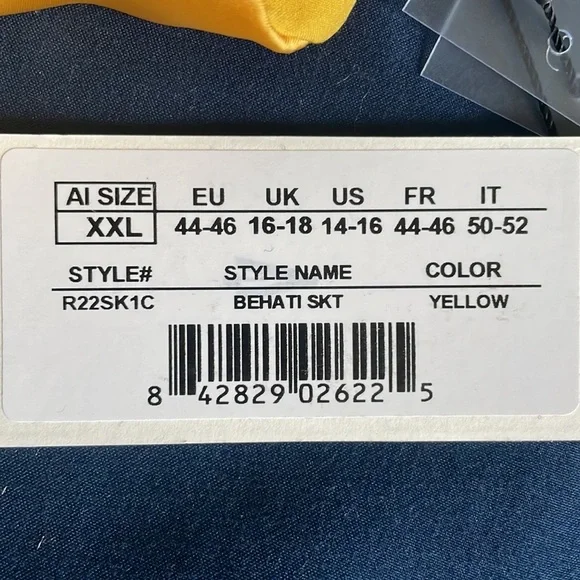 AI SIZE EU UK US FR IT
XXL 44-46 16-18 14-16 44-46 50-52
STYLE# STYLE NAME COLOR
R22SK1C BEHATI SKT YELLOW
8 42829 02622 5